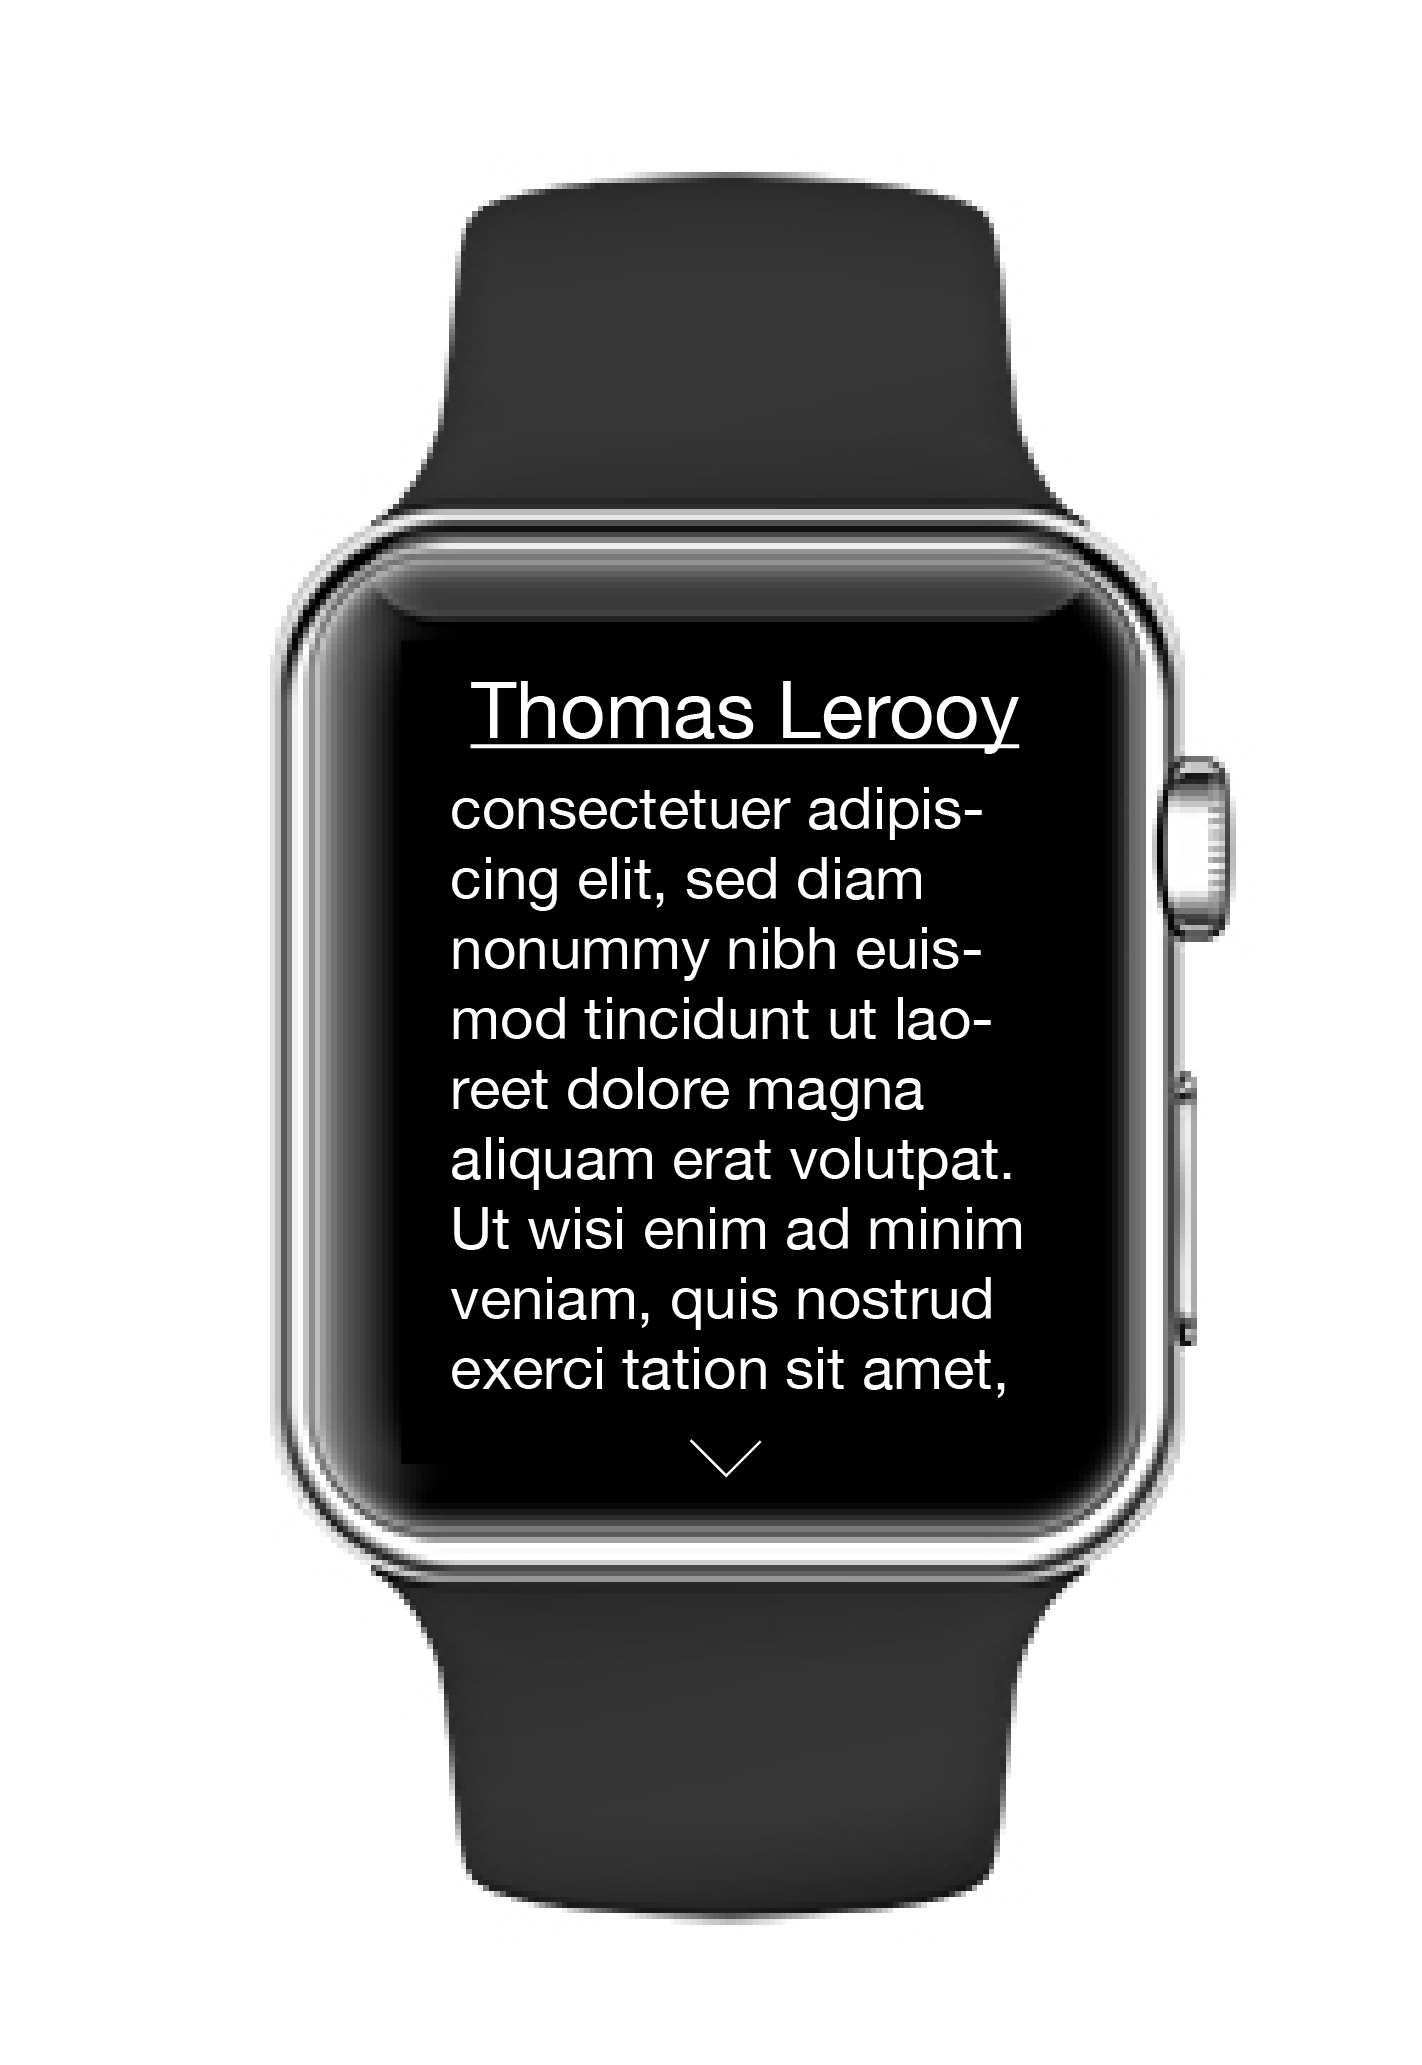 Thomas Lerooy
consectetuer adipis-
cing elit, sed diam
nonummy nibh euis-
mod tincidunt ut lao-
reet dolore magna
aliquam erat volutpat.
Ut wisi enim ad minim
veniam, quis nostrud
exerci tation sit amet,